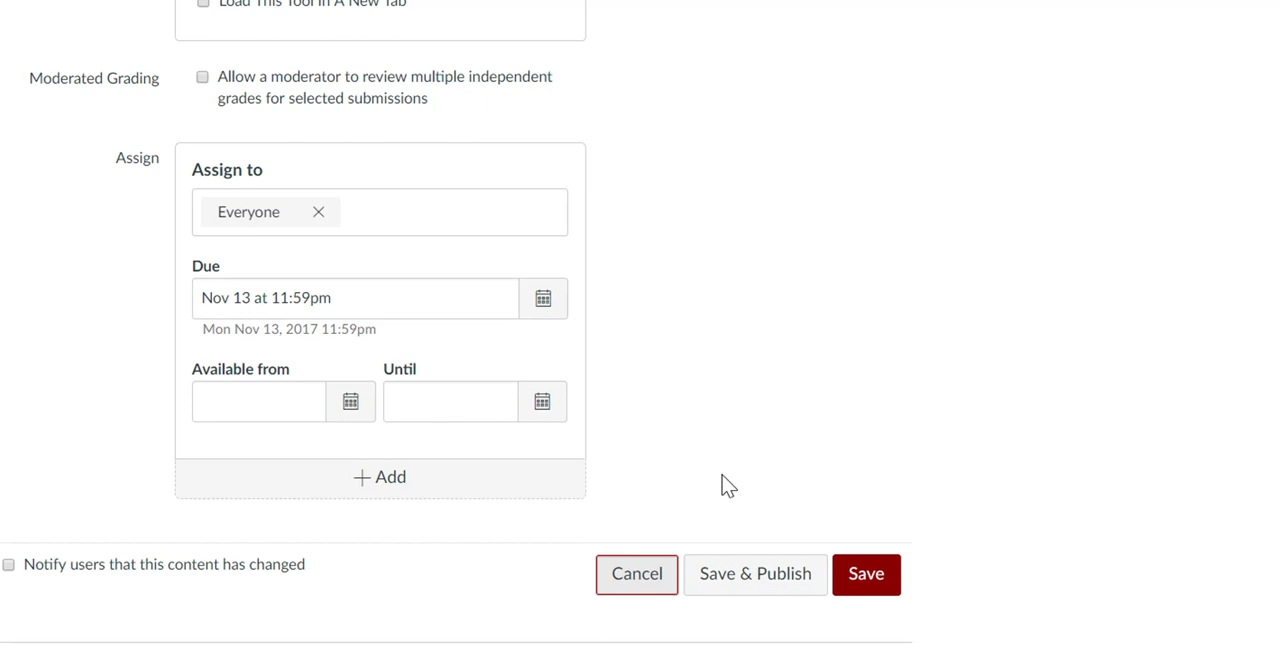 Load This Tool In A New Tab
Moderated Grading
Allow a moderator to review multiple independent
grades for selected submissions
Assign
Assign to
Everyone
Due
Nov 13 at 11:59pm
Mon Nov 13, 2017 11:59pm
Available from
Until
+ Add
Notify users that this content has changed
Cancel
Save & Publish
Save